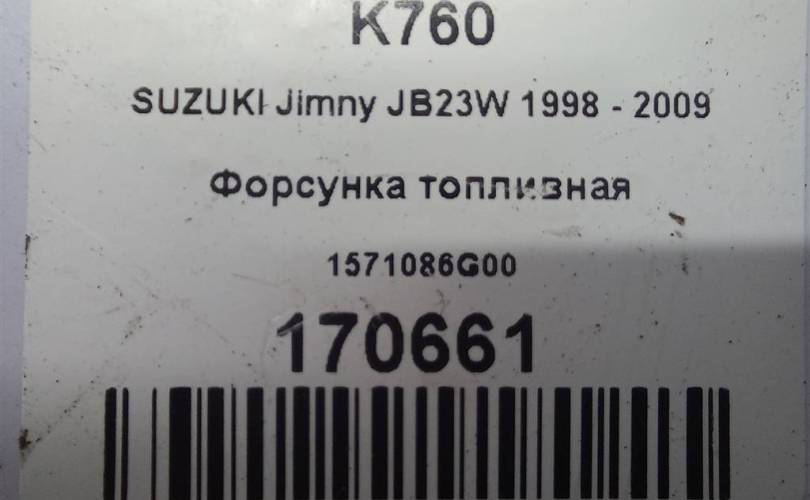 K760
SUZUKI Jimny JB23W 1998 - 2009
Форсунка топливная
1571086G00
170661